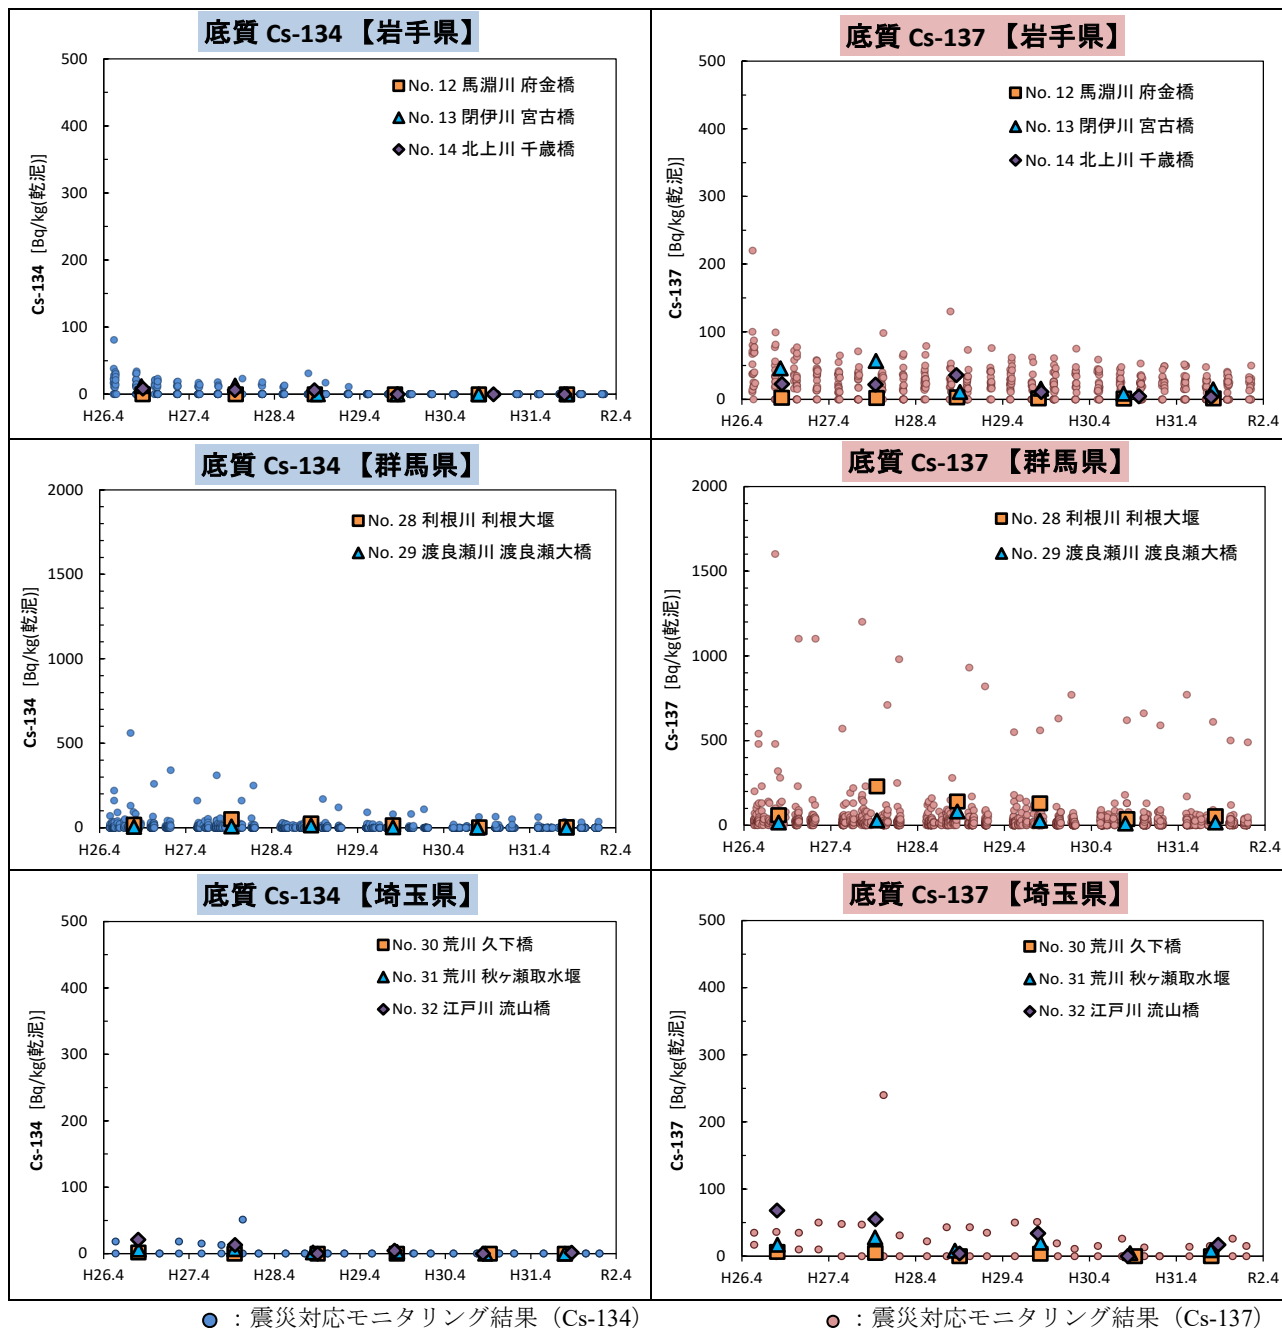 底質 Cs-134 【岩手県】
500
400
300
200
100
0
Cs-134 [Bq/kg(乾泥)]
No. 12 馬淵川 府金橋
No. 13 閉伊川 宮古橋
No. 14 北上川 千歳橋
H26.4 H27.4 H28.4 H29.4 H30.4 H31.4 R2.4
底質 Cs-137 【岩手県】
500
400
300
200
100
0
Cs-137 [Bq/kg(乾泥)]
No. 12 馬淵川 府金橋
No. 13 閉伊川 宮古橋
No. 14 北上川 千歳橋
H26.4 H27.4 H28.4 H29.4 H30.4 H31.4 R2.4
底質 Cs-134 【群馬県】
2000
1500
1000
500
0
Cs-134 [Bq/kg(乾泥)]
No. 28 利根川 利根大堰
No. 29 渡良瀬川 渡良瀬大橋
H26.4 H27.4 H28.4 H29.4 H30.4 H31.4 R2.4
底質 Cs-137 【群馬県】
2000
1500
1000
500
0
Cs-137 [Bq/kg(乾泥)]
No. 28 利根川 利根大堰
No. 29 渡良瀬川 渡良瀬大橋
H26.4 H27.4 H28.4 H29.4 H30.4 H31.4 R2.4
底質 Cs-134 【埼玉県】
500
400
300
200
100
0
Cs-134 [Bq/kg(乾泥)]
No. 30 荒川 久下橋
No. 31 荒川 秋ヶ瀬取水堰
No. 32 江戸川 流山橋
H26.4 H27.4 H28.4 H29.4 H30.4 H31.4 R2.4
底質 Cs-137 【埼玉県】
500
400
300
200
100
0
Cs-137 [Bq/kg(乾泥)]
No. 30 荒川 久下橋
No. 31 荒川 秋ヶ瀬取水堰
No. 32 江戸川 流山橋
H26.4 H27.4 H28.4 H29.4 H30.4 H31.4 R2.4
：震災対応モニタリング結果（Cs-134）
：震災対応モニタリング結果（Cs-137）